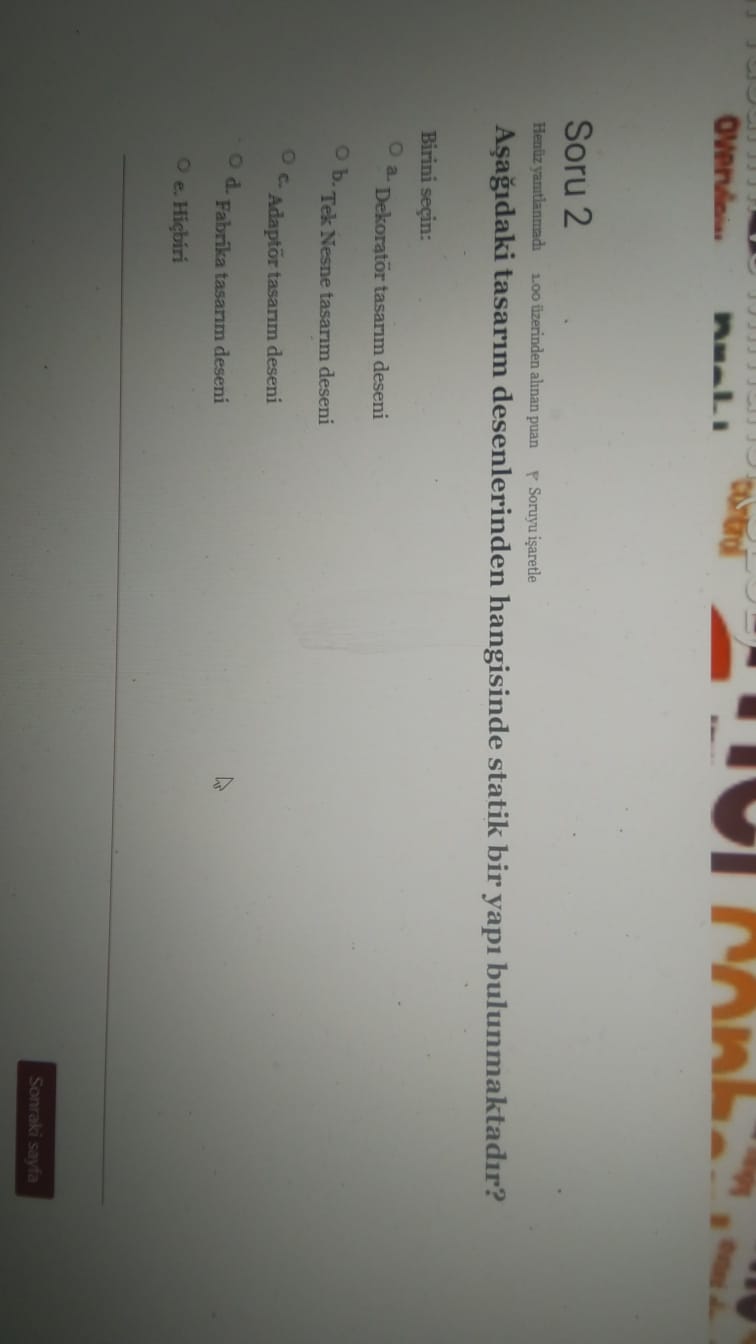 Soru 2
Henüz yanıtlanmadı 1.00 üzerinden alınan puan Soruyu işaretle
Aşağıdaki tasarım desenlerinden hangisinde statik bir yapı bulunmaktadır?
Birini seçin:
a. Dekoratör tasarım deseni
b. Tek Nesne tasarım deseni
c. Adaptör tasarım deseni
d. Fabrika tasarım deseni
e. Hiçbiri
Sonraki sayfa